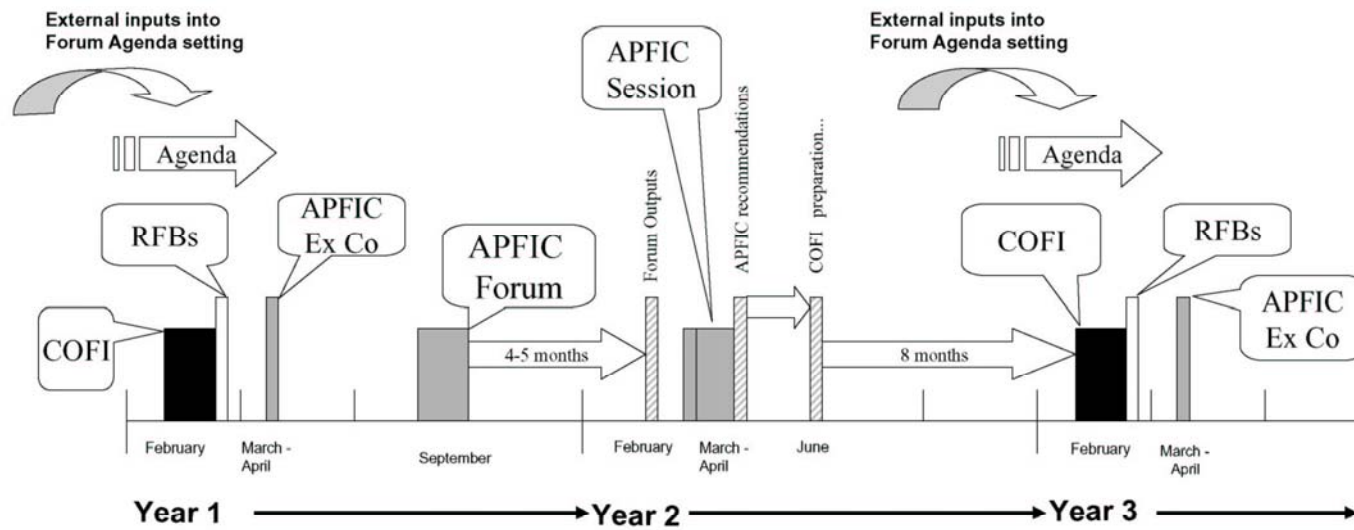 External inputs into
Forum Agenda setting
External inputs into
Forum Agenda setting
Agenda
Agenda
APFIC
Session
RFBs
APFIC
Ex Co
COFI
APFIC
Forum
Forum Outputs
APFIC recommendations
COFI preparation...
COFI
RFBs
APFIC
Ex Co
4-5 months
8 months
February
March -
April
September
February
March -
April
June
February
March -
April
Year 1
Year 2
Year 3